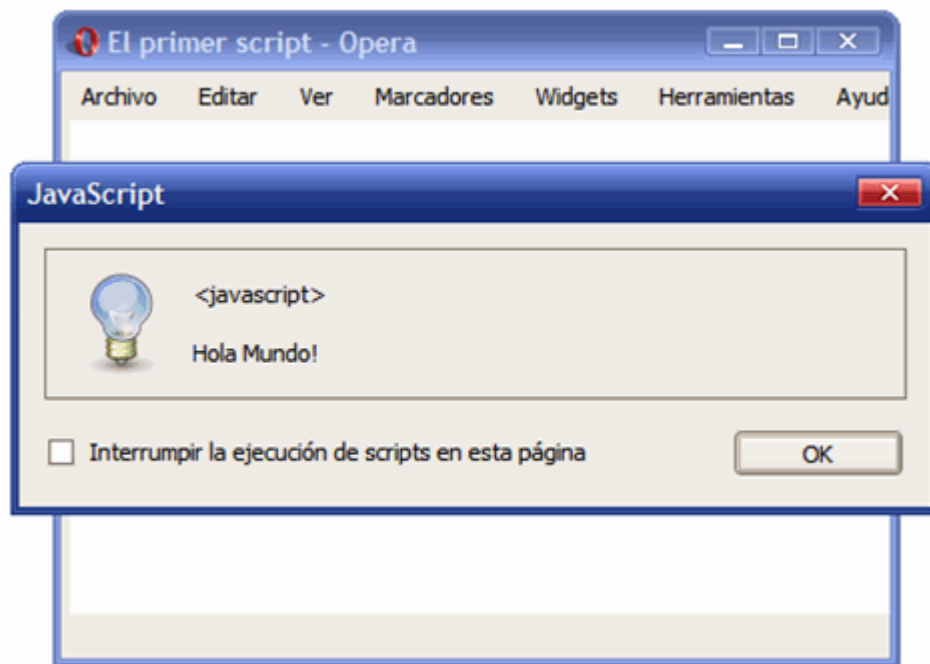 El primer script - Opera
Archivo Editar Ver Marcadores Widgets Herramientas Ayud
JavaScript
<javascript>
Hola Mundo!
Interrumpir la ejecución de scripts en esta página
OK